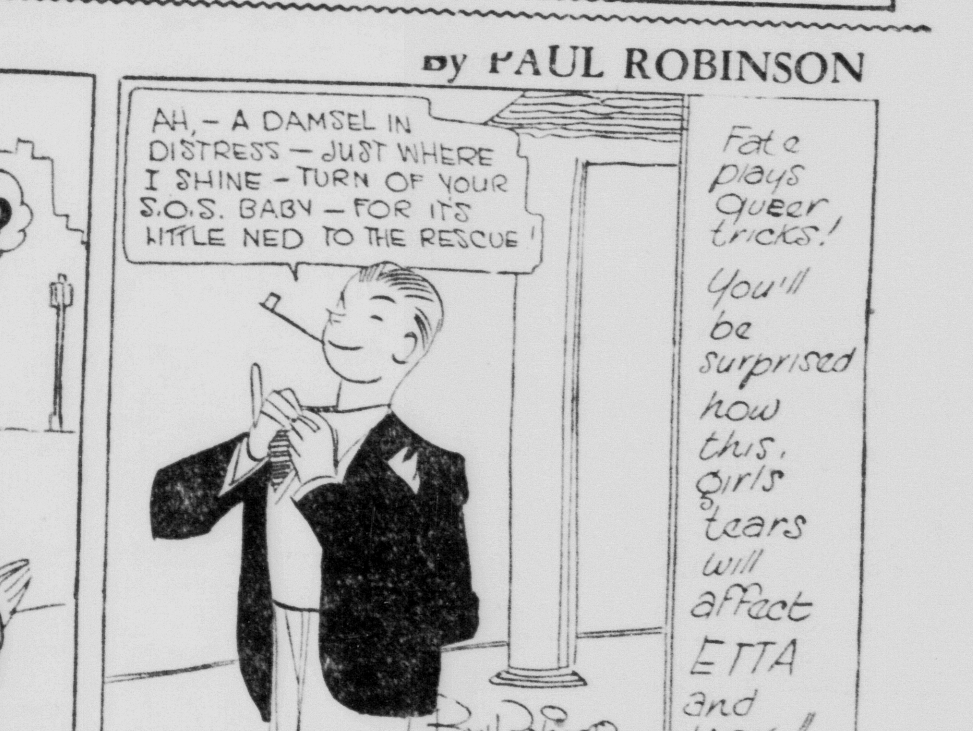 By PAUL ROBINSON
AH, - A DAMSEL IN
DISTRESS - JUST WHERE
I SHINE - TURN OF YOUR
S.O.S. BABY - FOR IT'S
LITTLE NED TO THE RESCUE!
Fate
plays
queer
tricks!
You'll
be
surprised
how
this,
girls
tears
will
affect
ETTA
and